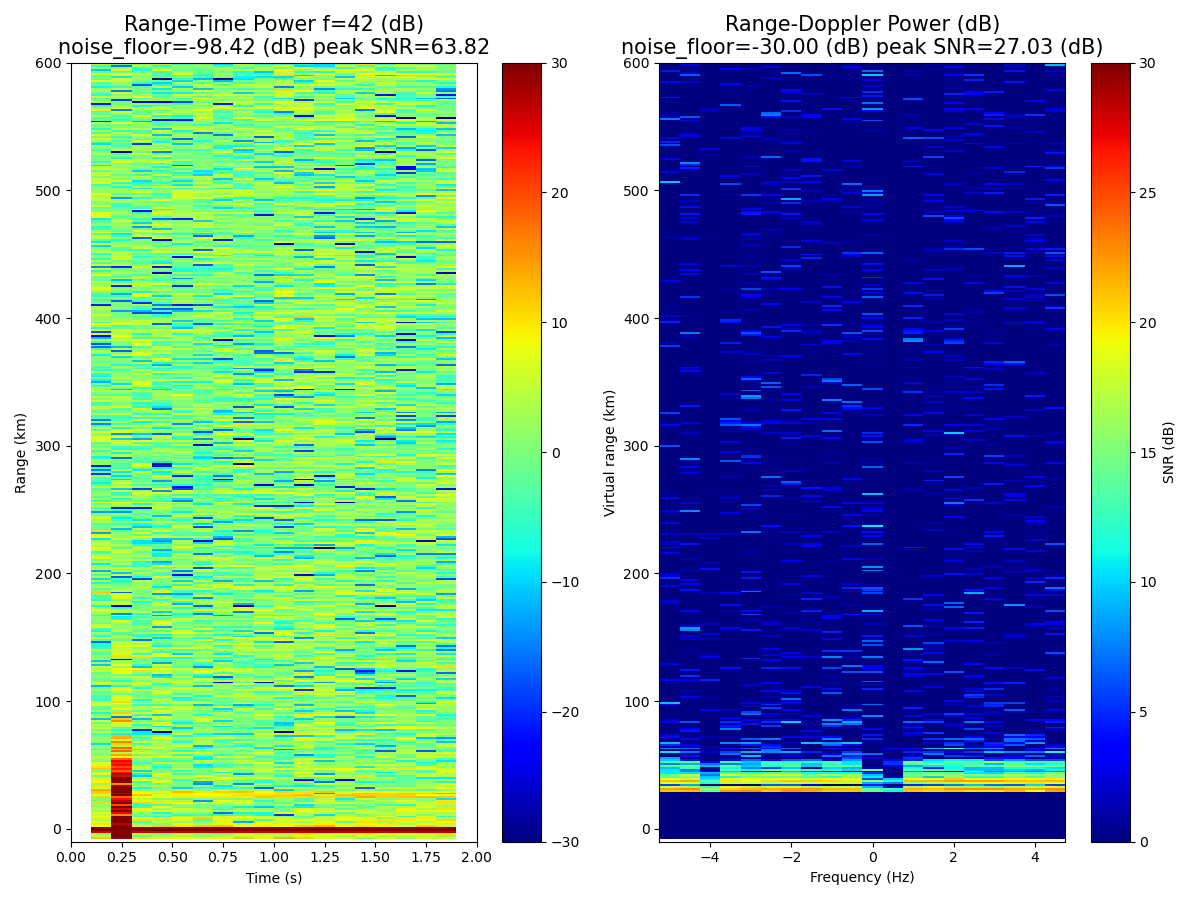 Range-Time Power f=42 (dB)
noise_floor=-98.42 (dB) peak SNR=63.82
Range (km)
600
500
400
300
200
100
0
0.00 0.25 0.50 0.75 1.00 1.25 1.50 1.75 2.00
Time (s)
30
20
10
0
−10
−20
−30
Range-Doppler Power (dB)
noise_floor=-30.00 (dB) peak SNR=27.03 (dB)
Virtual range (km)
600
500
400
300
200
100
0
−4 −2 0 2 4
Frequency (Hz)
30
25
20
15
10
5
0
SNR (dB)